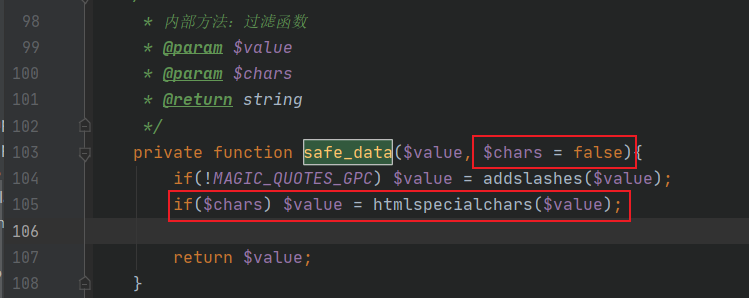 98 * 内部方法：过滤函数
99 * @param $value
100 * @param $chars
101 * @return string
102 */
103 private function safe_data($value, $chars = false){
104 if(!MAGIC_QUOTES_GPC) $value = addslashes($value);
105 if($chars) $value = htmlspecialchars($value);
106
107 return $value;
108 }